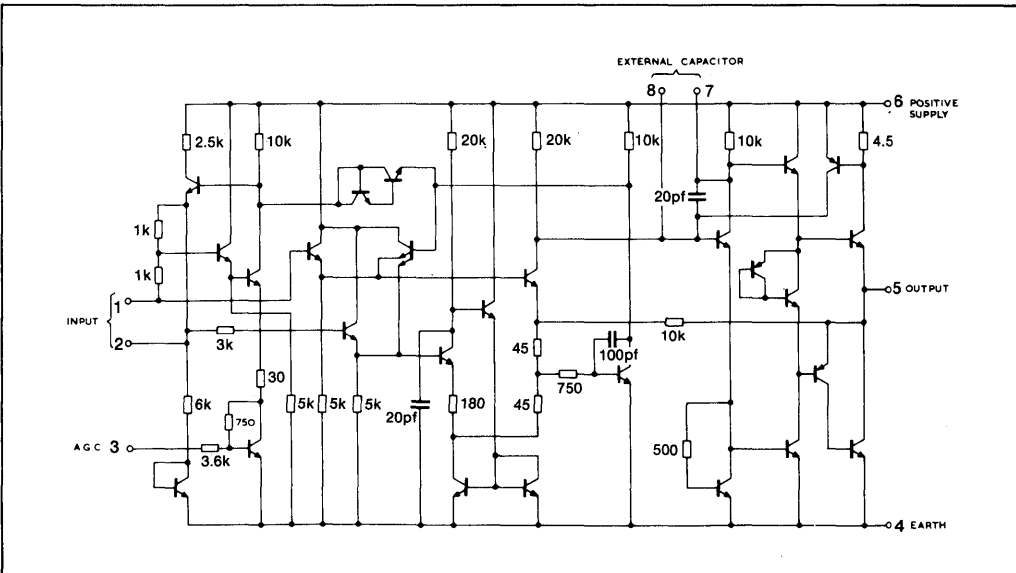 EXTERNAL CAPACITOR
8 7
6 POSITIVE SUPPLY
2.5k
10k
20k
20k
10k
10k
4.5
20pf
1k
1k
1
INPUT
2
3k
5 OUTPUT
10k
45
100pf
750
45
30
6k
750
5k
5k
5k
20pf
180
AGC 3
3.6k
500
4 EARTH